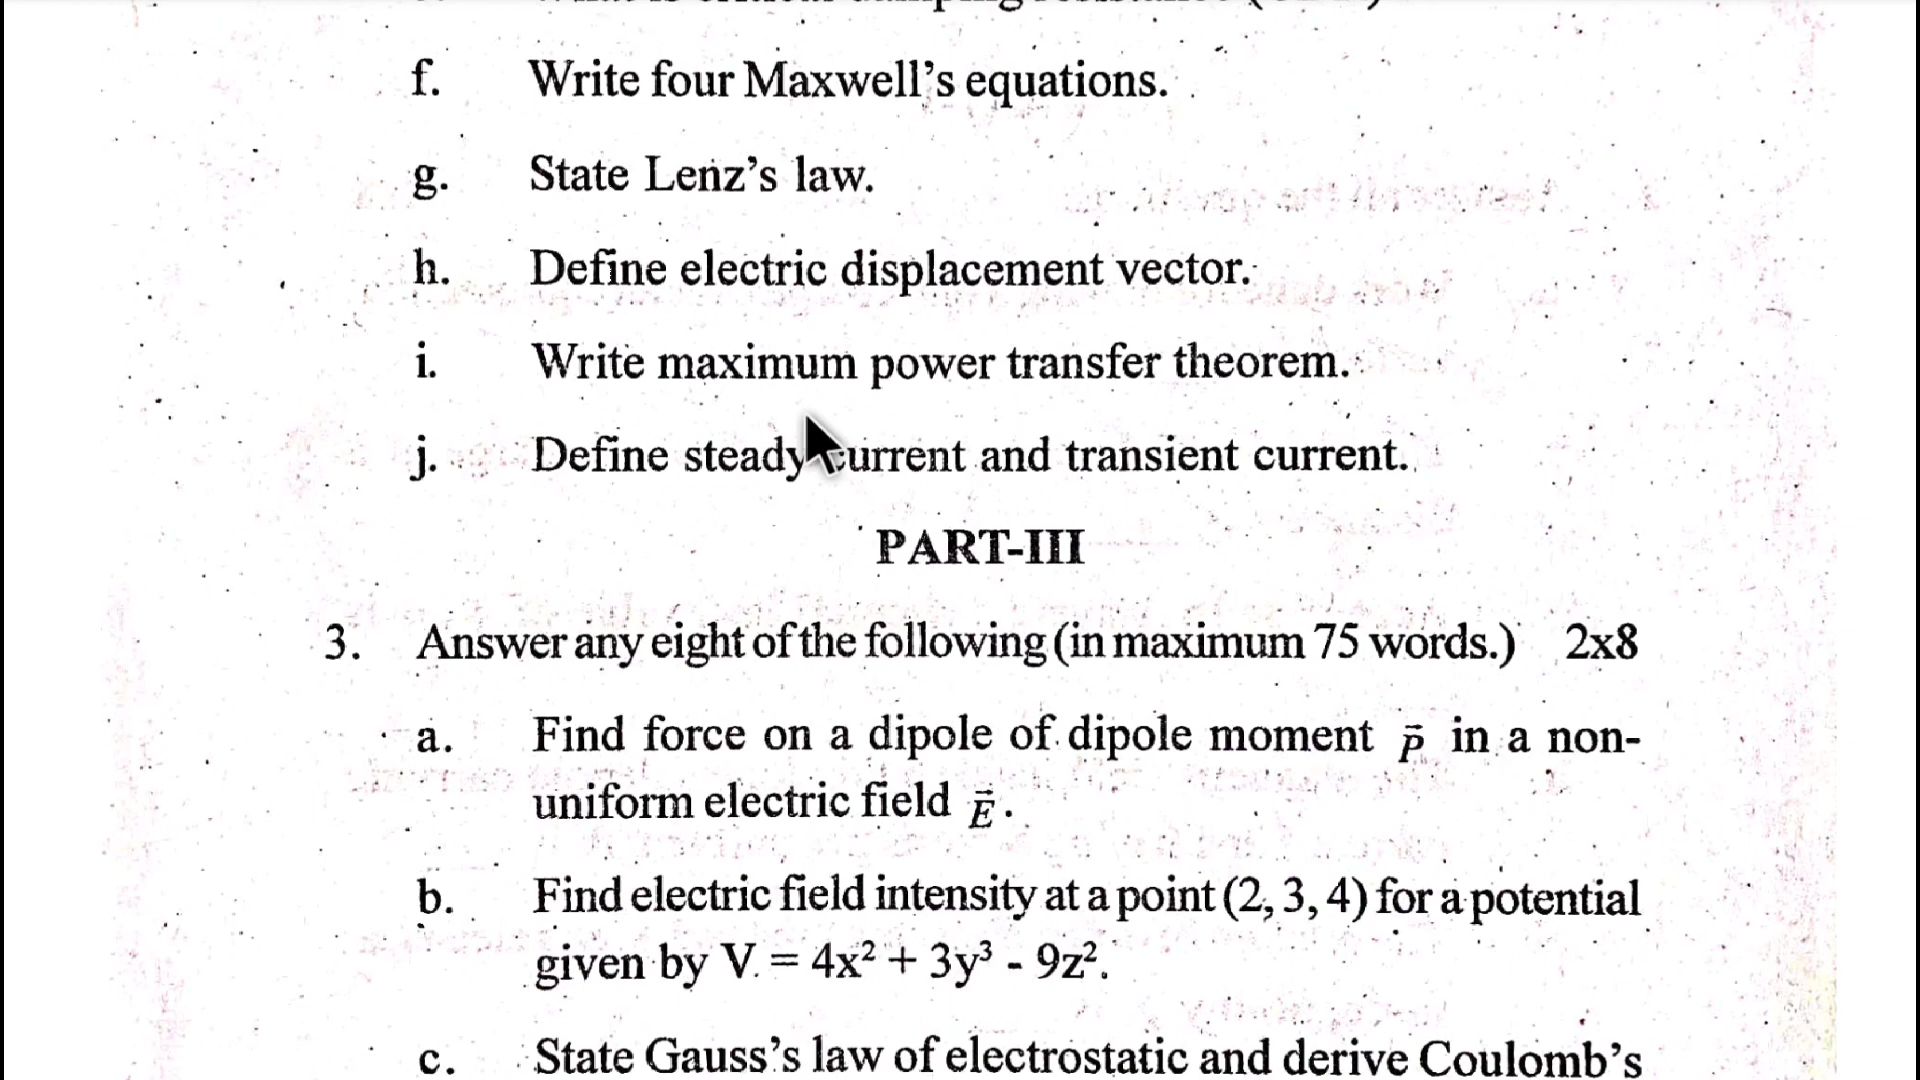 f. Write four Maxwell's equations.
g. State Lenz's law.
h. Define electric displacement vector.
i. Write maximum power transfer theorem.
j. Define steady current and transient current.
PART-III
3. Answer any eight of the following (in maximum 75 words.) 2x8
a. Find force on a dipole of dipole moment p⃗ in a non-
uniform electric field E⃗.
b. Find electric field intensity at a point (2, 3, 4) for a potential
given by V = 4x² + 3y³ - 9z².
c. State Gauss's law of electrostatic and derive Coulomb's